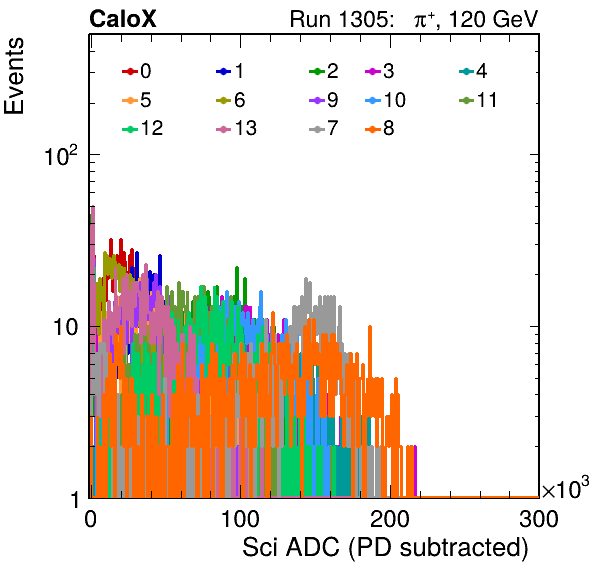 CaloX Run 1305: π⁺, 120 GeV
Events
0 1 2 3 4
5 6 9 10 11
12 13 7 8
10²
10
1
0 100 200 300
×10³
Sci ADC (PD subtracted)